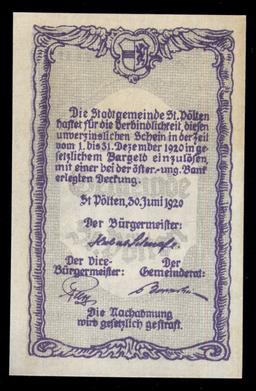 Die Stadtgemeinde St. Pölten
haftet für die Verbindlichkeit, diesen
unverzinslichen Schein in der Zeit
vom 1. bis 31. Dezember 1920 in ge-
setzlichem Bargeld einzulösen,
mit einer bei der österr.-ung. Bank
erlegten Deckung.
St. Pölten, 30. Juni 1920
Der Bürgermeister:
Der Vice-
Bürgermeister:
Der
Gemeinderat:
Die Nachahmung
wird gesetzlich gestraft.